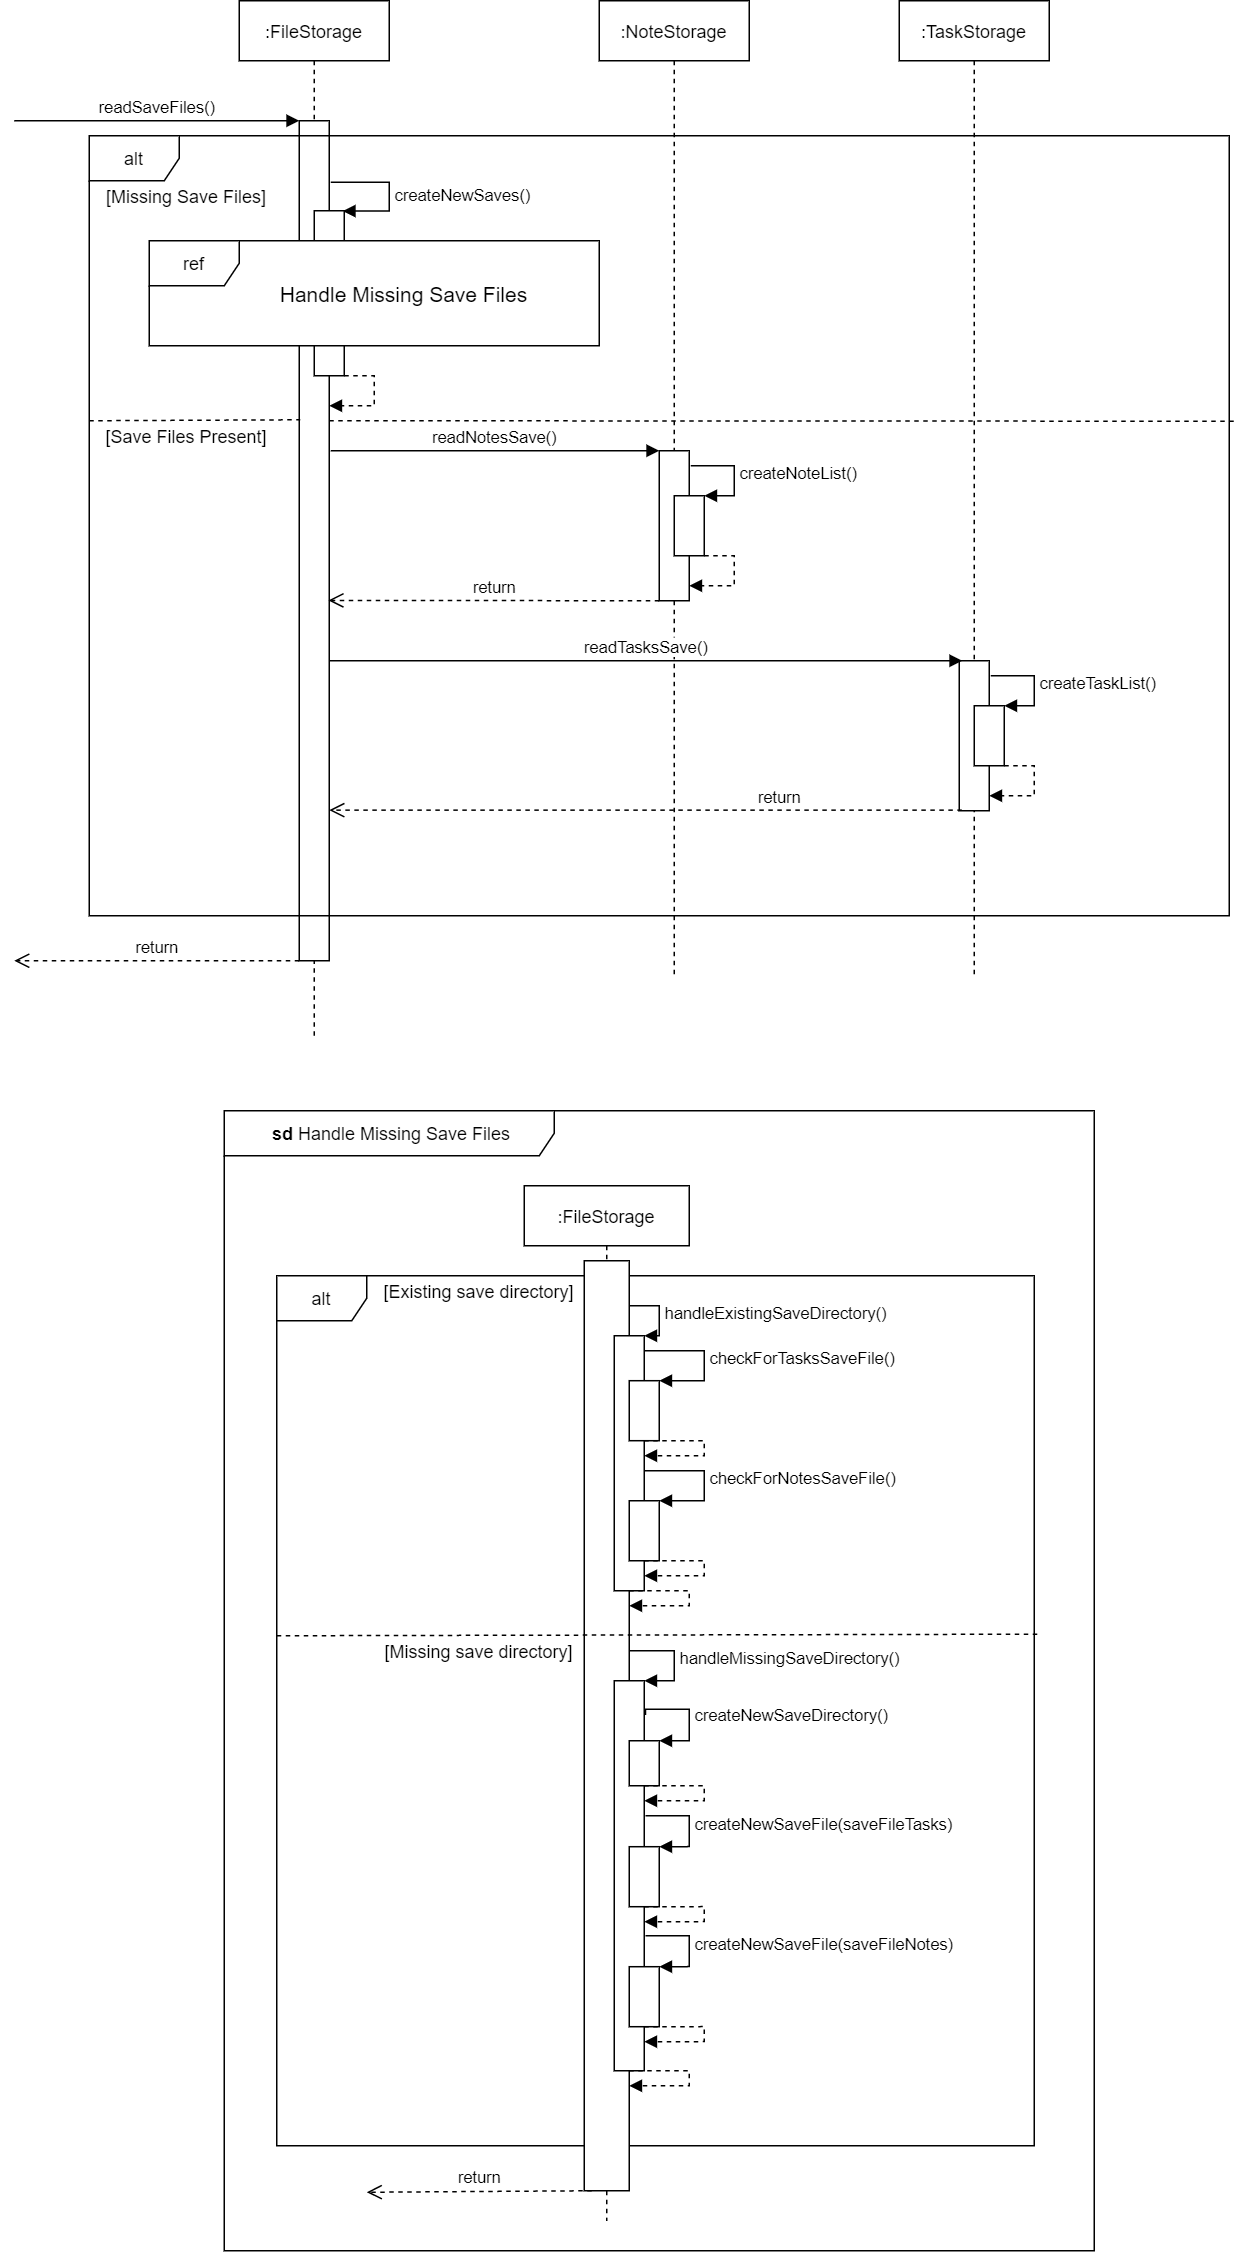 :FileStorage
:NoteStorage
:TaskStorage
readSaveFiles()
alt
[Missing Save Files]
createNewSaves()
ref
Handle Missing Save Files
[Save Files Present]
readNotesSave()
createNoteList()
return
readTasksSave()
createTaskList()
return
return
sd Handle Missing Save Files
:FileStorage
alt
[Existing save directory]
handleExistingSaveDirectory()
checkForTasksSaveFile()
checkForNotesSaveFile()
[Missing save directory]
handleMissingSaveDirectory()
createNewSaveDirectory()
createNewSaveFile(saveFileTasks)
createNewSaveFile(saveFileNotes)
return